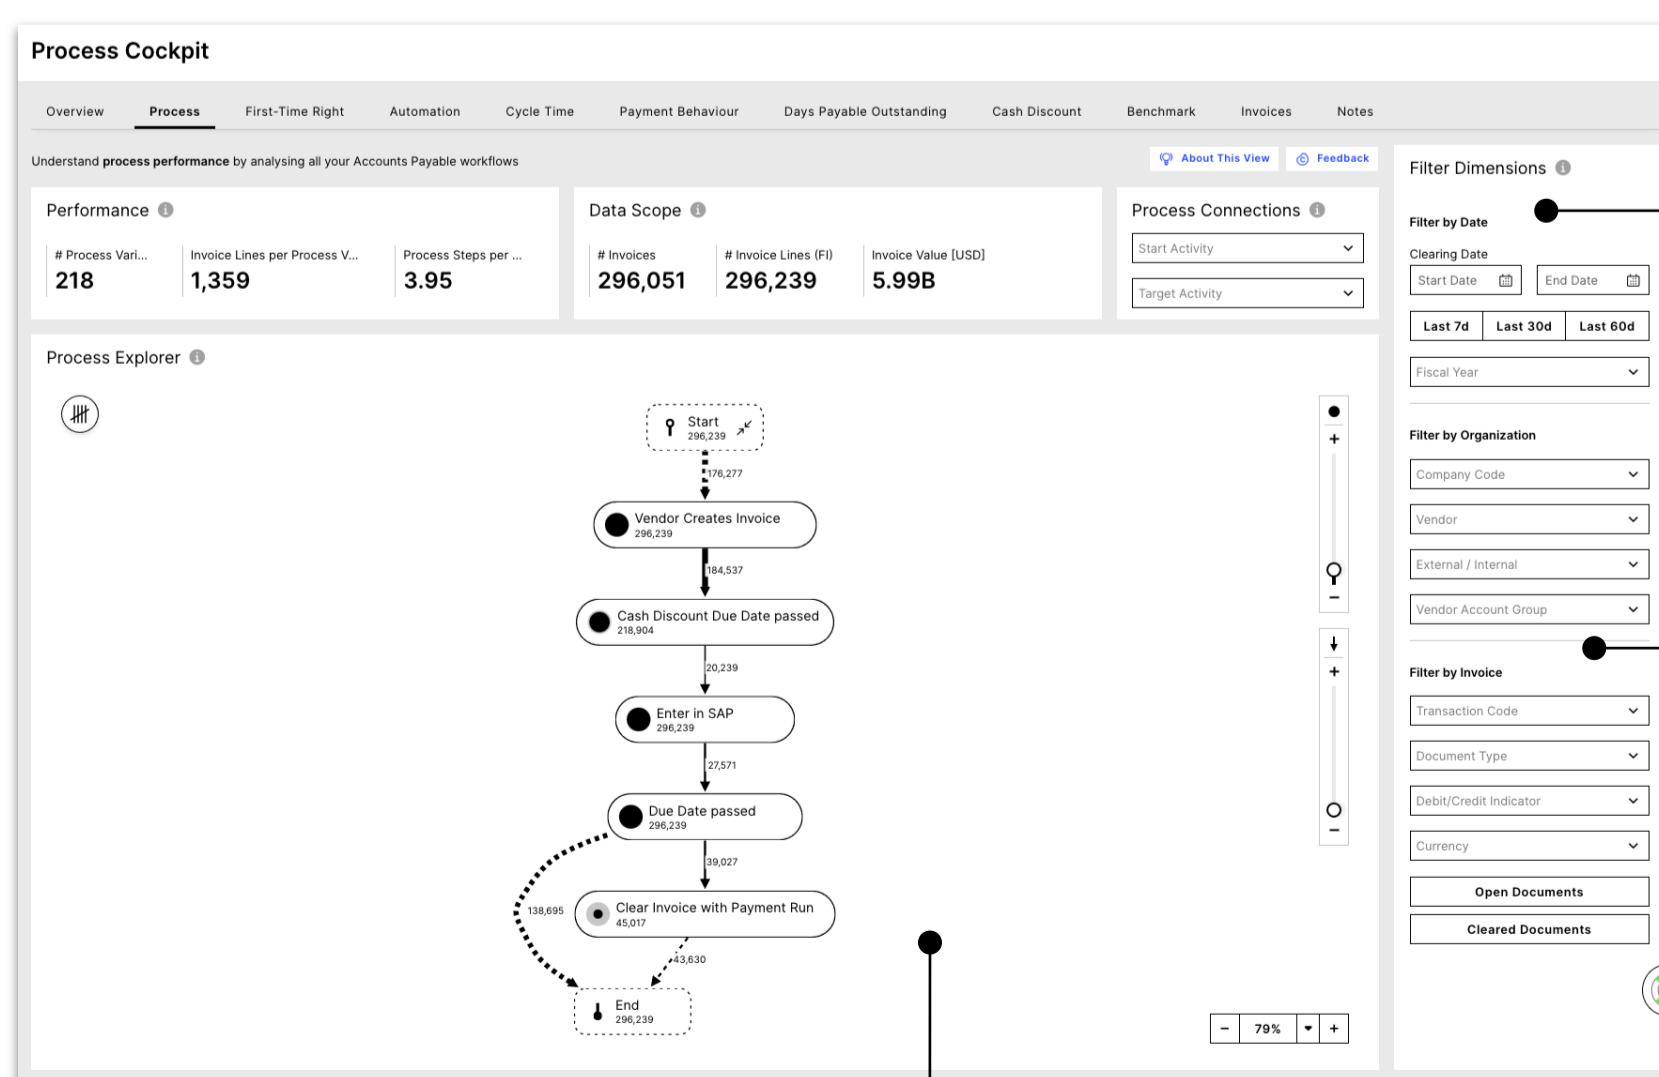 Process Cockpit
Overview
Process
First-Time Right
Automation
Cycle Time
Payment Behaviour
Days Payable Outstanding
Cash Discount
Benchmark
Invoices
Notes
Understand process performance by analysing all your Accounts Payable workflows
About This View
Feedback
Performance
# Process Vari...
218
Invoice Lines per Process V...
1,359
Process Steps per ...
3.95
Data Scope
# Invoices
296,051
# Invoice Lines (FI)
296,239
Invoice Value [USD]
5.99B
Process Connections
Start Activity
Target Activity
Process Explorer
Start
296,239
176,277
Vendor Creates Invoice
296,239
184,537
Cash Discount Due Date passed
218,904
20,239
Enter in SAP
296,239
27,571
Due Date passed
296,239
39,027
138,695
Clear Invoice with Payment Run
45,017
43,630
End
296,239
79%
Filter Dimensions
Filter by Date
Clearing Date
Start Date
End Date
Last 7d
Last 30d
Last 60d
Fiscal Year
Filter by Organization
Company Code
Vendor
External / Internal
Vendor Account Group
Filter by Invoice
Transaction Code
Document Type
Debit/Credit Indicator
Currency
Open Documents
Cleared Documents